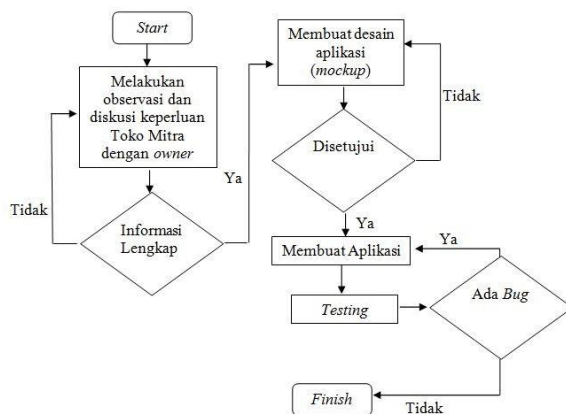 Start
Melakukan
observasi dan
diskusi keperluan
Toko Mitra
dengan owner
Tidak
Informasi
Lengkap
Ya
Membuat desain
aplikasi
(mockup)
Tidak
Disetujui
Ya
Membuat Aplikasi
Ya
Testing
Ada Bug
Tidak
Finish